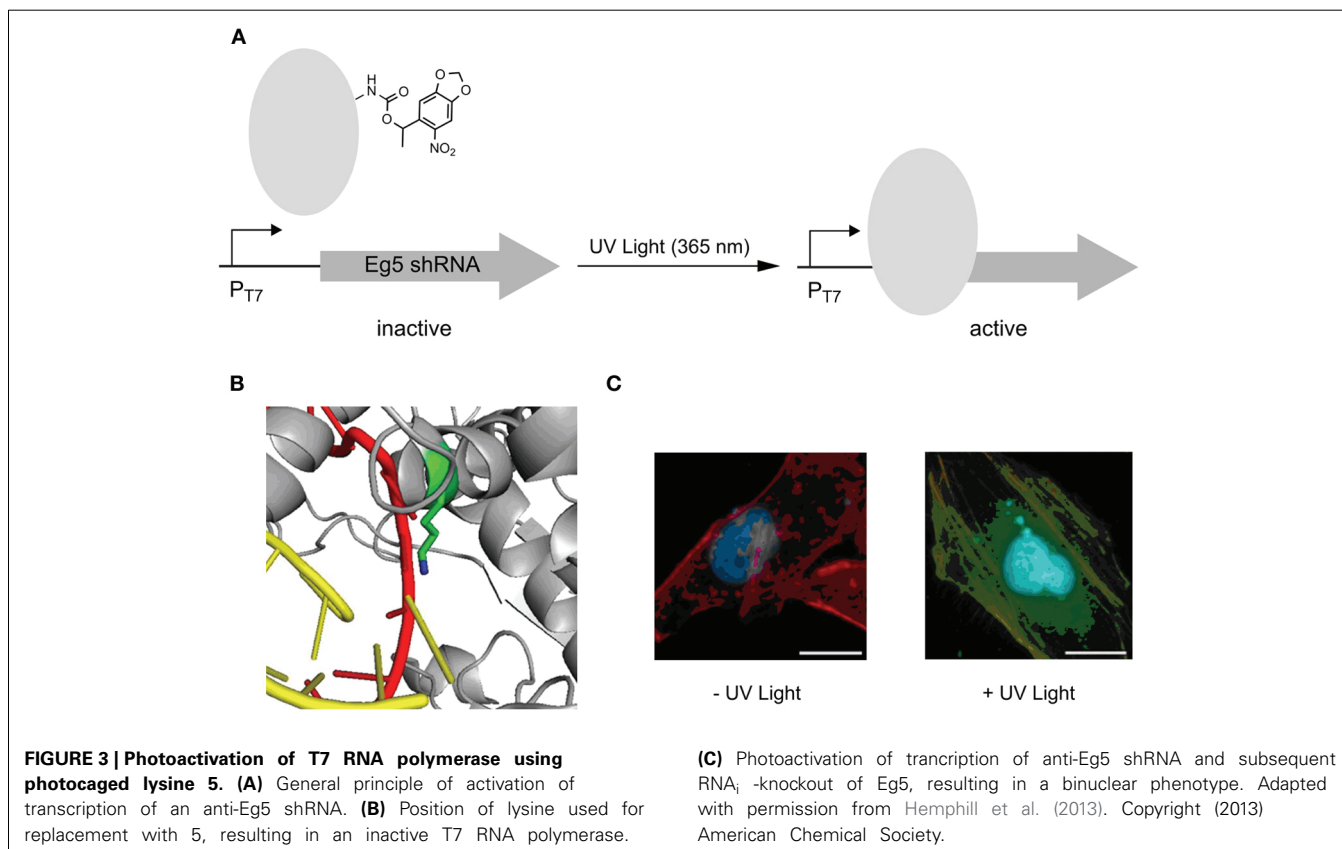 A
H
N
O
O
O
O
NO2
PT7
Eg5 shRNA
inactive
UV Light (365 nm)
PT7
active
B
C
- UV Light
+ UV Light
FIGURE 3 | Photoactivation of T7 RNA polymerase using
photocaged lysine 5. (A) General principle of activation of
transcription of an anti-Eg5 shRNA. (B) Position of lysine used for
replacement with 5, resulting in an inactive T7 RNA polymerase.
(C) Photoactivation of trancription of anti-Eg5 shRNA and subsequent
RNAi -knockout of Eg5, resulting in a binuclear phenotype. Adapted
with permission from Hemphill et al. (2013). Copyright (2013)
American Chemical Society.